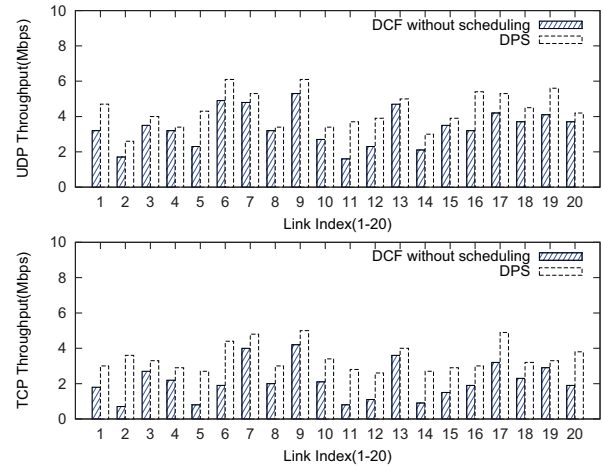 10
8
6
4
2
0
UDP Throughput(Mbps)
DCF without scheduling
DPS
1 2 3 4 5 6 7 8 9 10 11 12 13 14 15 16 17 18 19 20
Link Index(1-20)
10
8
6
4
2
0
TCP Throughput(Mbps)
DCF without scheduling
DPS
1 2 3 4 5 6 7 8 9 10 11 12 13 14 15 16 17 18 19 20
Link Index(1-20)